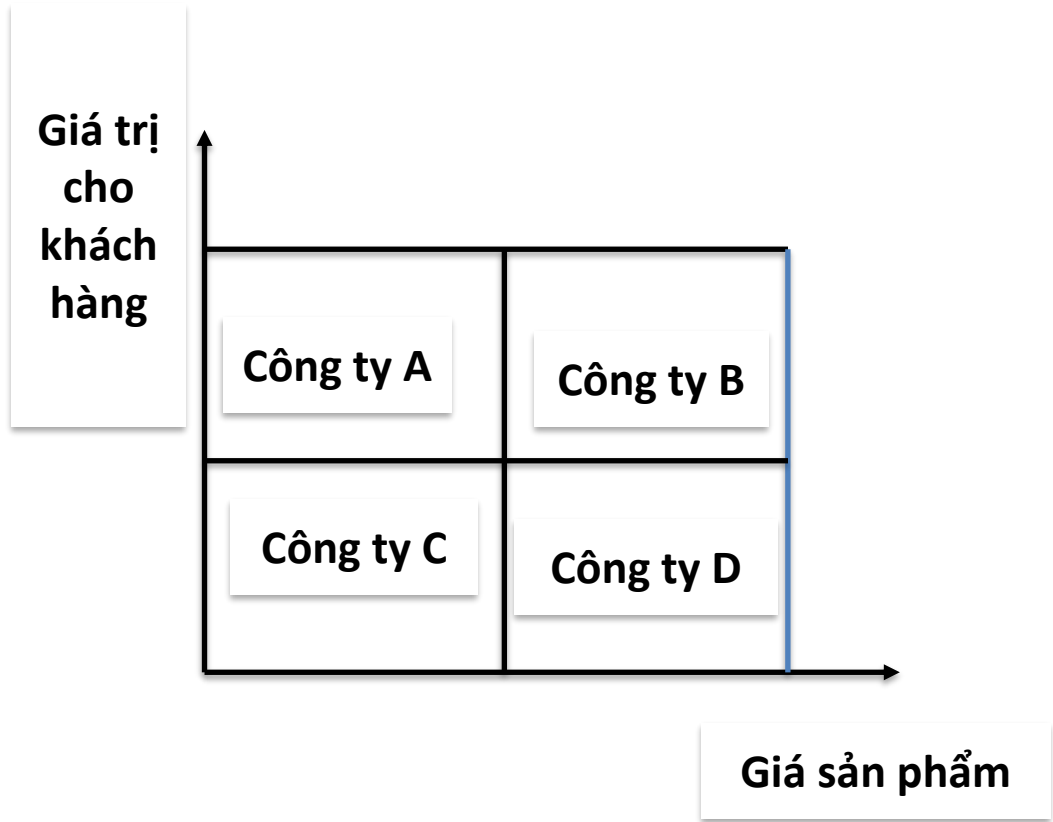 Giá trị
cho
khách
hàng
Công ty A
Công ty B
Công ty C
Công ty D
Giá sản phẩm